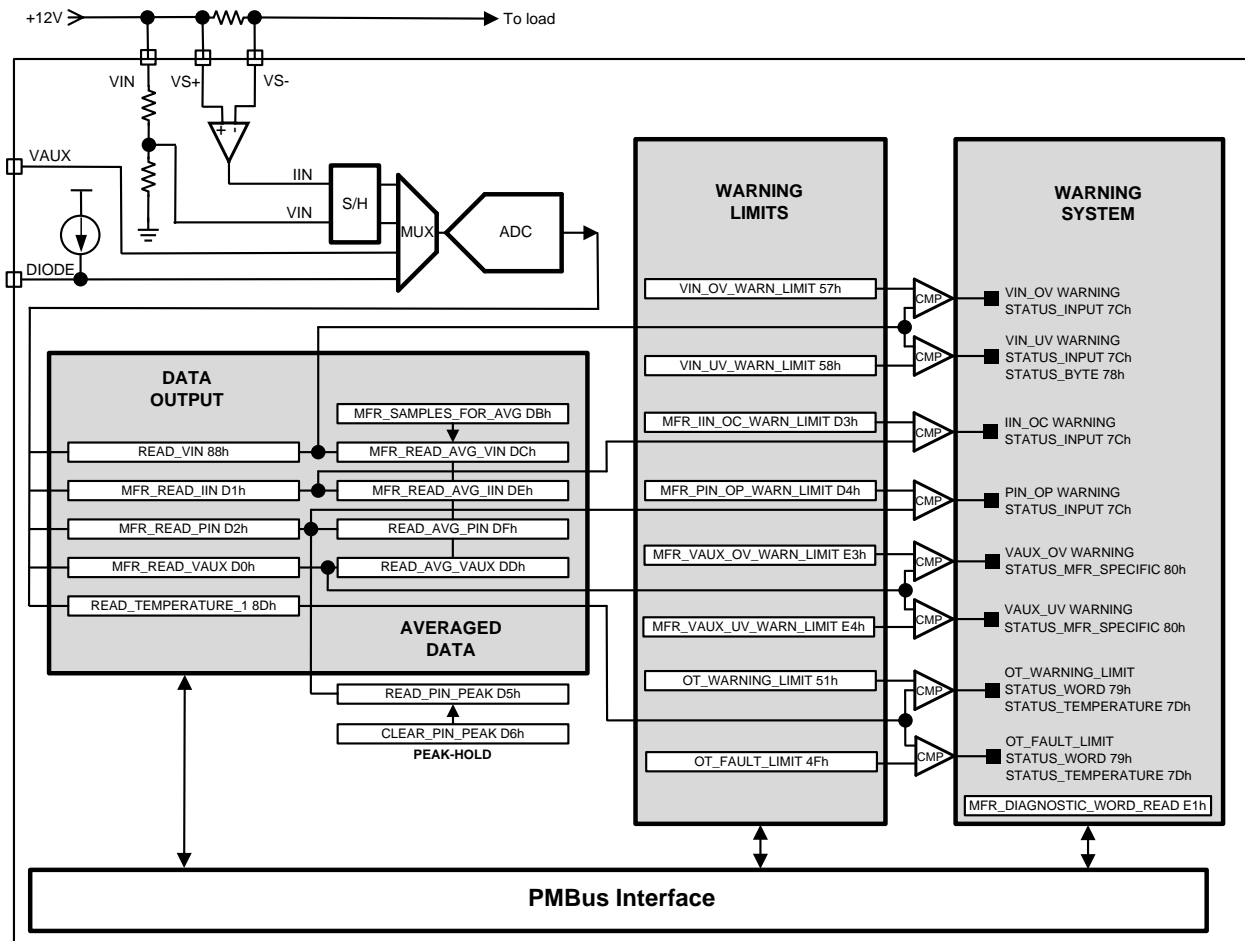 +12V
To load
VIN
VS+
VS-
VAUX
DIODE
IIN
VIN
S/H
MUX
ADC
DATA
OUTPUT
MFR_SAMPLES_FOR_AVG DBh
READ_VIN 88h
MFR_READ_AVG_VIN DCh
MFR_READ_IIN D1h
MFR_READ_AVG_IIN DEh
MFR_READ_PIN D2h
READ_AVG_PIN DFh
MFR_READ_VAUX D0h
READ_AVG_VAUX DDh
READ_TEMPERATURE_1 8Dh
AVERAGED
DATA
READ_PIN_PEAK D5h
CLEAR_PIN_PEAK D6h
PEAK-HOLD
WARNING
LIMITS
VIN_OV_WARN_LIMIT 57h
VIN_UV_WARN_LIMIT 58h
MFR_IIN_OC_WARN_LIMIT D3h
MFR_PIN_OP_WARN_LIMIT D4h
MFR_VAUX_OV_WARN_LIMIT E3h
MFR_VAUX_UV_WARN_LIMIT E4h
OT_WARNING_LIMIT 51h
OT_FAULT_LIMIT 4Fh
CMP
CMP
CMP
CMP
CMP
CMP
CMP
CMP
WARNING
SYSTEM
VIN_OV WARNING
STATUS_INPUT 7Ch
VIN_UV WARNING
STATUS_INPUT 7Ch
STATUS_BYTE 78h
IIN_OC WARNING
STATUS_INPUT 7Ch
PIN_OP WARNING
STATUS_INPUT 7Ch
VAUX_OV WARNING
STATUS_MFR_SPECIFIC 80h
VAUX_UV WARNING
STATUS_MFR_SPECIFIC 80h
OT_WARNING_LIMIT
STATUS_WORD 79h
STATUS_TEMPERATURE 7Dh
OT_FAULT_LIMIT
STATUS_WORD 79h
STATUS_TEMPERATURE 7Dh
MFR_DIAGNOSTIC_WORD_READ E1h
PMBus Interface